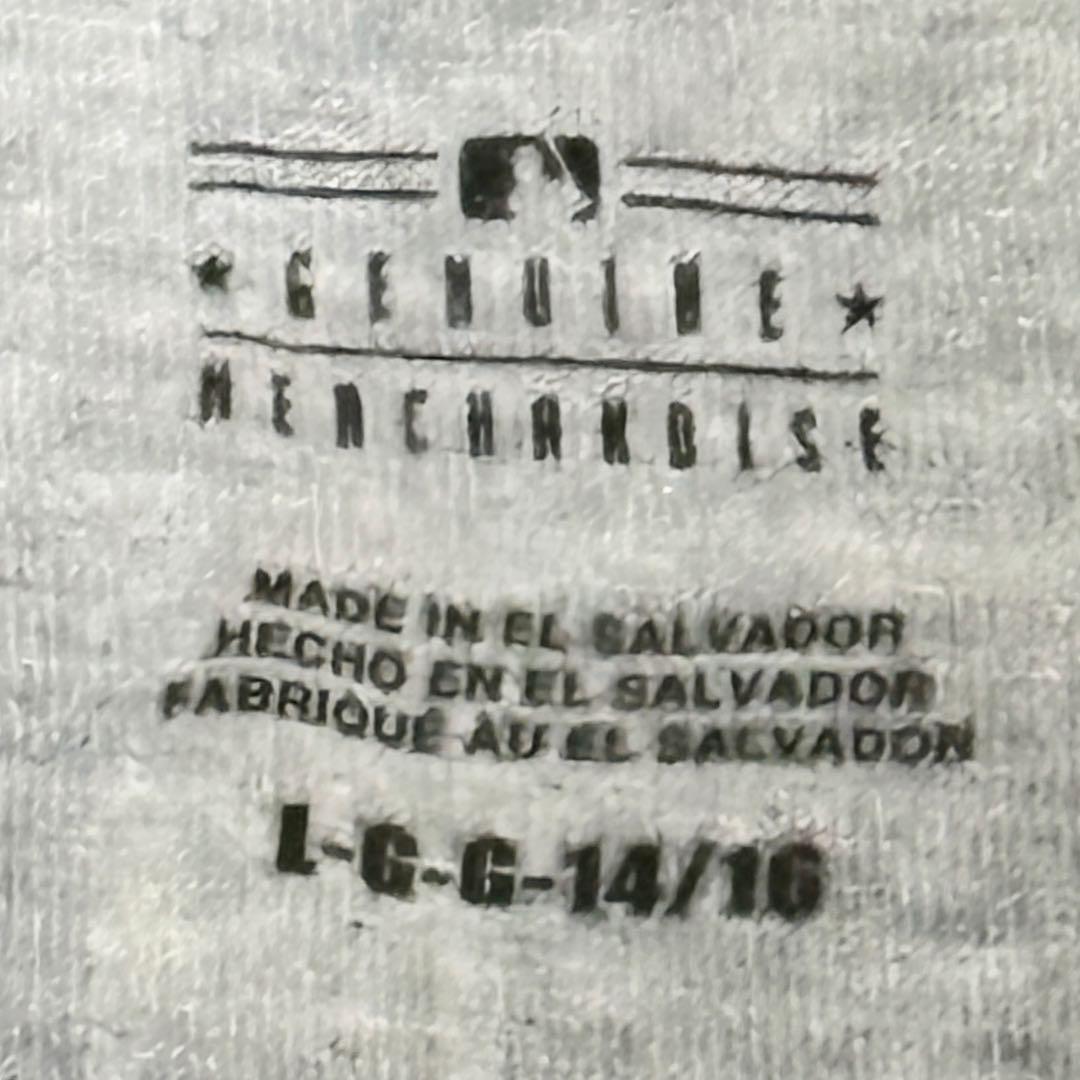 ★ GENUINE ★
MERCHANDISE
MADE IN EL SALVADOR
HECHO EN EL SALVADOR
FABRIQUÉ AU EL SALVADOR
L-G-G-14/16